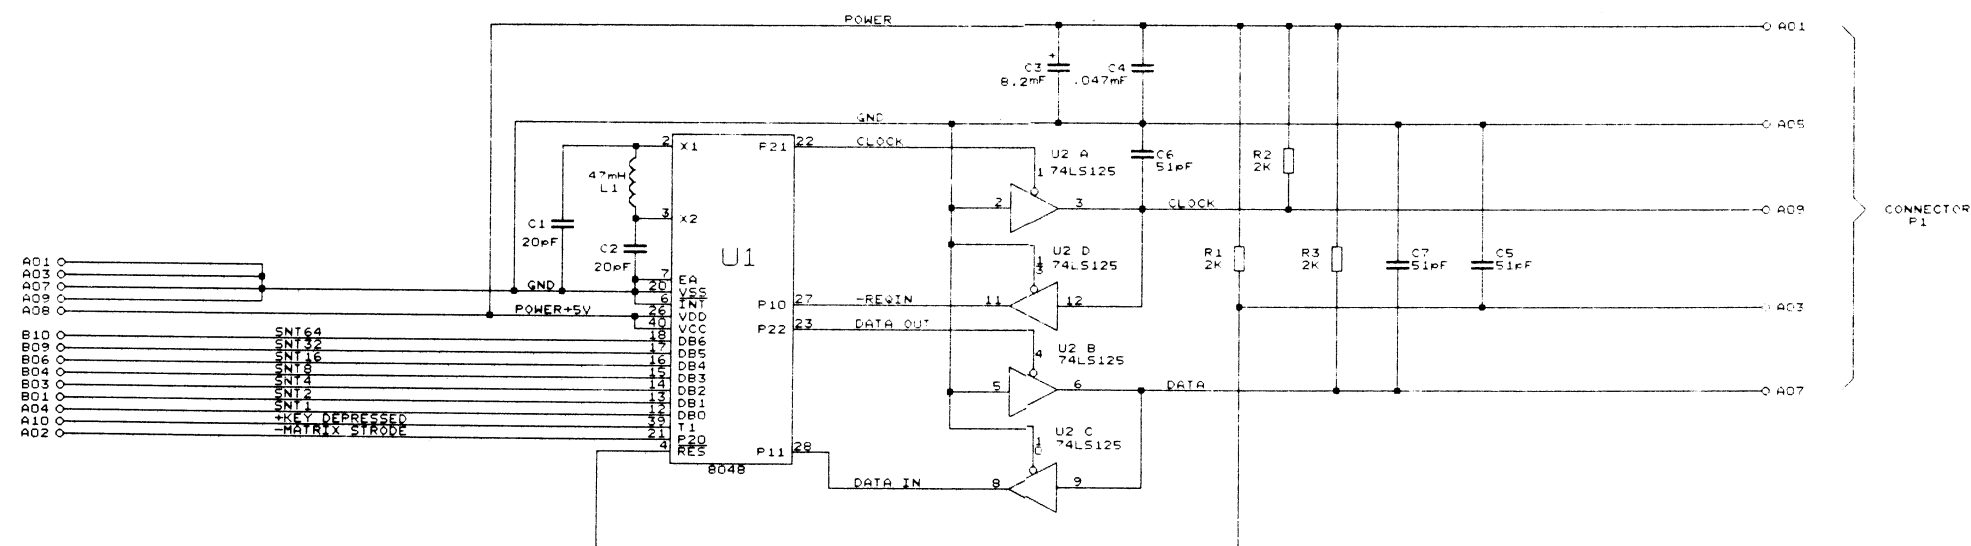 POWER
A01
C3
8.2mF
+
C4
.047mF
GND
A05
2 X1
P21 22
CLOCK
U2 A
74LS125
1
C6
51pF
R2
2K
47mH
L1
3 X2
2
3
CLOCK
A09
CONNECTOR
P1
C1
20pF
C2
20pF
U1
U2 D
74LS125
13
R1
2K
R3
2K
C7
51pF
C5
51pF
A01
A03
A07
A09
A08
GND
POWER+5V
7 EA
20 VSS
6 INT
26 VDD
40 VCC
P10 27
-REQIN
11
12
A03
P22 23
DATA OUT
U2 B
74LS125
4
B10 SNT64 18 DB6
B09 SNT32 17 DB5
B06 SNT16 16 DB4
B04 SNT8 15 DB3
B03 SNT4 14 DB2
B01 SNT2 13 DB1
A04 SNT1 12 DB0
A10 +KEY DEPRESSED 39 T1
A02 -MATRIX STRODE 21 P20
4 RES
5
6
DATA
A07
U2 C
74LS125
10
P11 28
8048
DATA IN
8
9